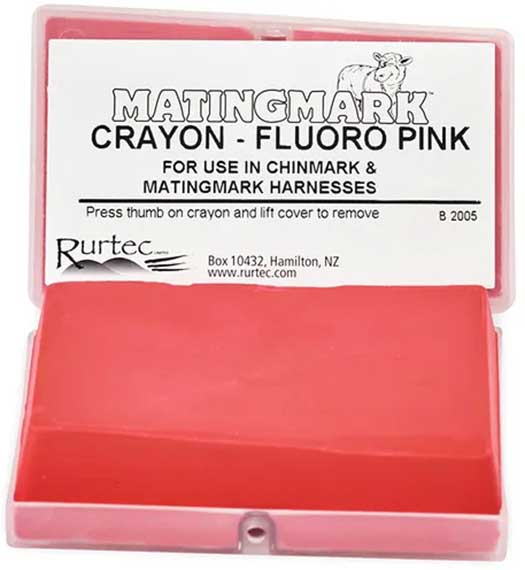 MATINGMARK™
CRAYON - FLUORO PINK
FOR USE IN CHINMARK &
MATINGMARK HARNESSES
Press thumb on crayon and lift cover to remove B 2005
Rurtec LIMITED
Box 10432, Hamilton, NZ
www.rurtec.com